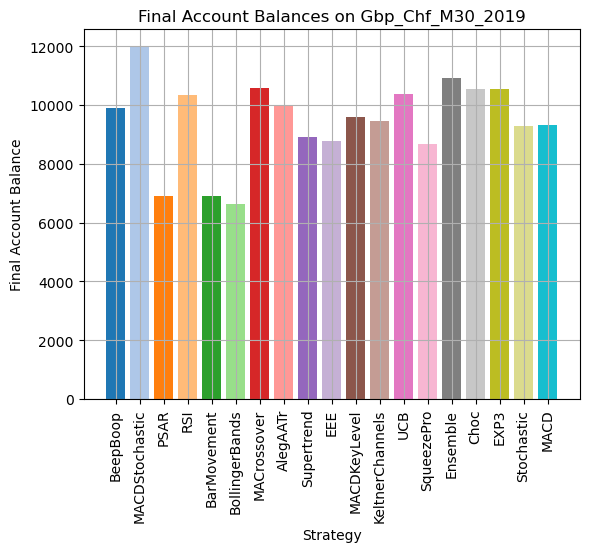 Final Account Balances on Gbp_Chf_M30_2019
12000
10000
8000
6000
4000
2000
0
Final Account Balance
BeepBoop
MACDStochastic
PSAR
RSI
BarMovement
BollingerBands
MACrossover
AlegAATr
Supertrend
EEE
MACDKeyLevel
KeltnerChannels
UCB
SqueezePro
Ensemble
Choc
EXP3
Stochastic
MACD
Strategy